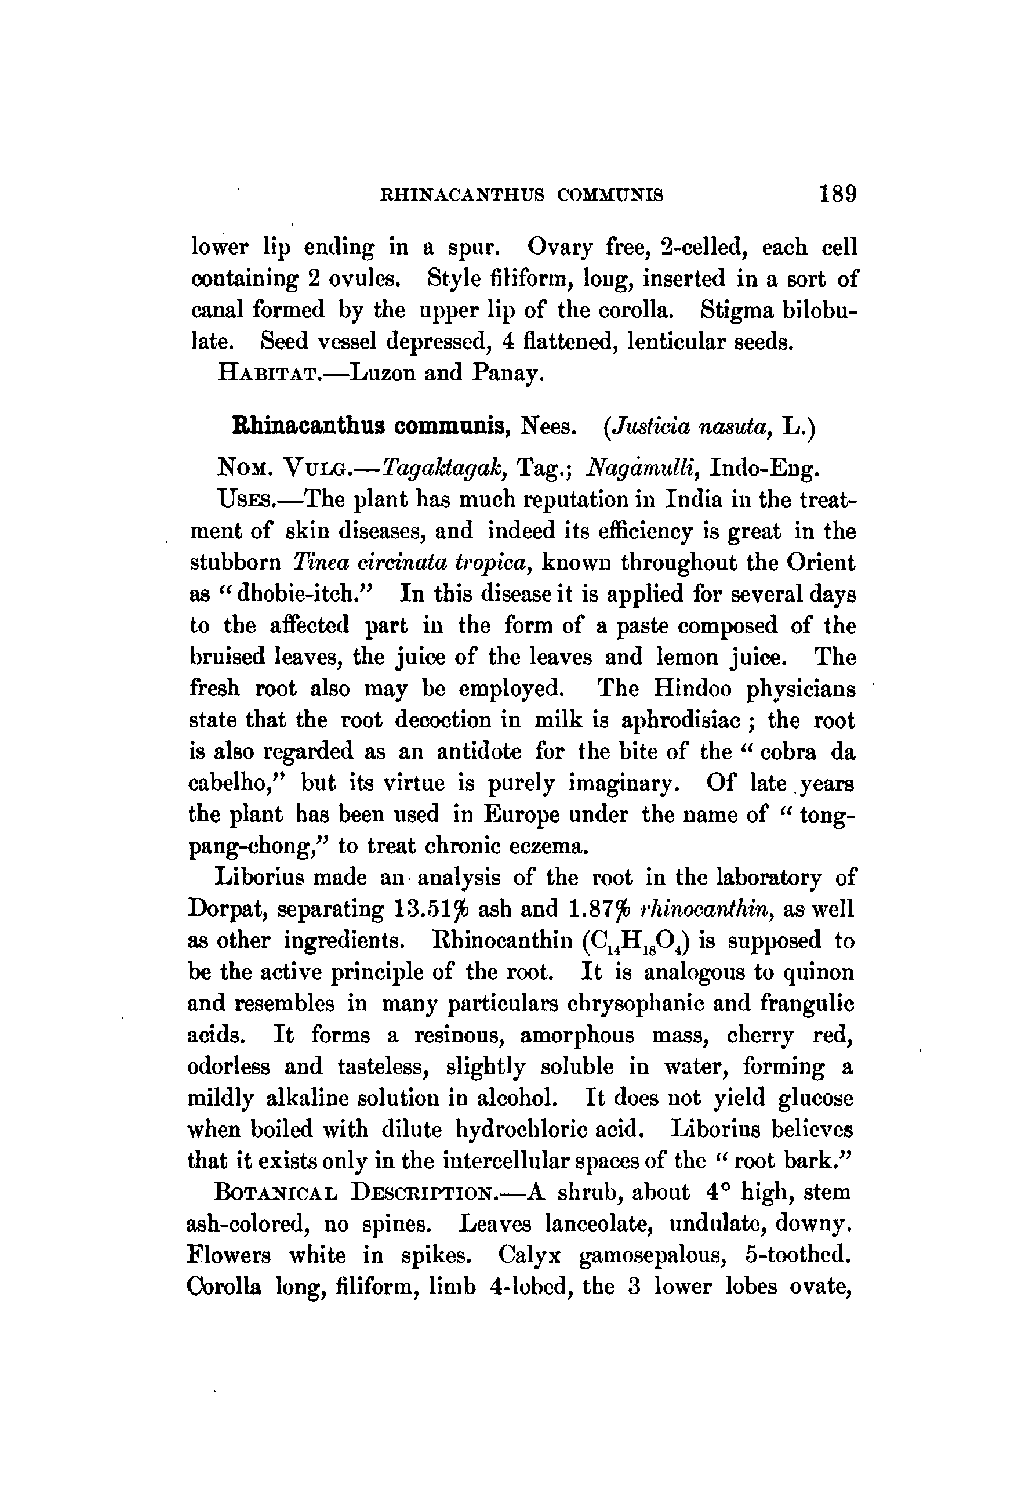 RHINACANTHUS COMMUNIS 189
lower lip ending in a spur. Ovary free, 2-celled, each cell
containing 2 ovules. Style filiform, long, inserted in a sort of
canal formed by the upper lip of the corolla. Stigma bilobu-
late. Seed vessel depressed, 4 flattened, lenticular seeds.
HABITAT.—Luzon and Panay.
Rhinacanthus communis, Nees. (Justicia nasuta, L.)
NOM. VULG.—Tagaktagak, Tag.; Nagámulli, Indo-Eng.
USES.—The plant has much reputation in India in the treat-
ment of skin diseases, and indeed its efficiency is great in the
stubborn Tinea circinata tropica, known throughout the Orient
as “dhobie-itch.” In this disease it is applied for several days
to the affected part in the form of a paste composed of the
bruised leaves, the juice of the leaves and lemon juice. The
fresh root also may be employed. The Hindoo physicians
state that the root decoction in milk is aphrodisiac; the root
is also regarded as an antidote for the bite of the “cobra da
cabelho,” but its virtue is purely imaginary. Of late years
the plant has been used in Europe under the name of “tong-
pang-chong,” to treat chronic eczema.
Liborius made an analysis of the root in the laboratory of
Dorpat, separating 13.51% ash and 1.87% rhinocanthin, as well
as other ingredients. Rhinocanthin (C₁₄H₁₈O₄) is supposed to
be the active principle of the root. It is analogous to quinon
and resembles in many particulars chrysophanic and frangulic
acids. It forms a resinous, amorphous mass, cherry red,
odorless and tasteless, slightly soluble in water, forming a
mildly alkaline solution in alcohol. It does not yield glucose
when boiled with dilute hydrochloric acid. Liborius believes
that it exists only in the intercellular spaces of the “root bark.”
BOTANICAL DESCRIPTION.—A shrub, about 4° high, stem
ash-colored, no spines. Leaves lanceolate, undulate, downy.
Flowers white in spikes. Calyx gamosepalous, 5-toothed.
Corolla long, filiform, limb 4-lobed, the 3 lower lobes ovate,